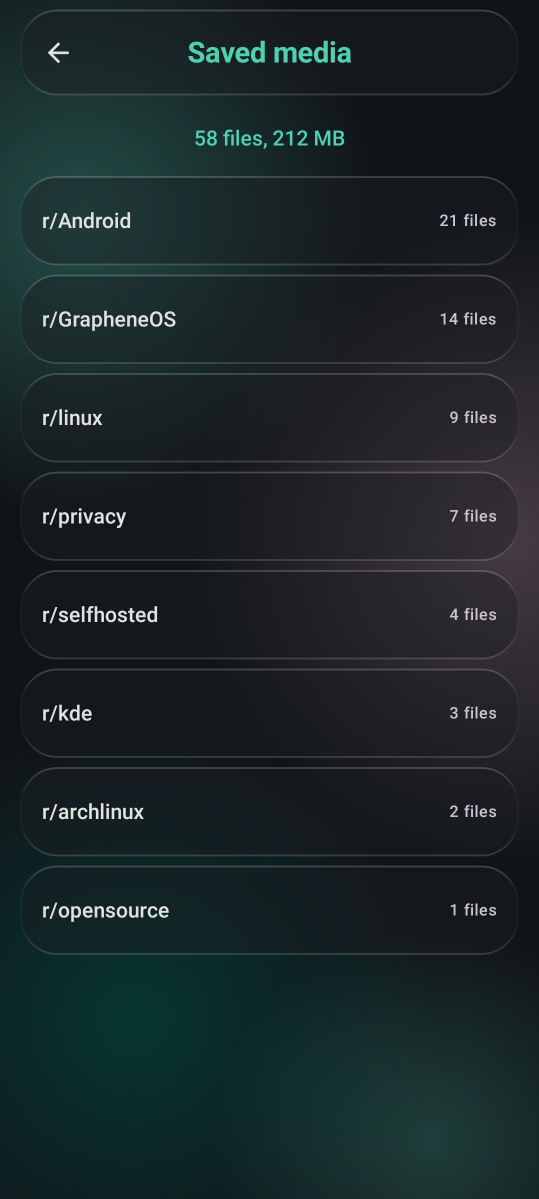 Saved media
58 files, 212 MB
r/Android 21 files
r/GrapheneOS 14 files
r/linux 9 files
r/privacy 7 files
r/selfhosted 4 files
r/kde 3 files
r/archlinux 2 files
r/opensource 1 files